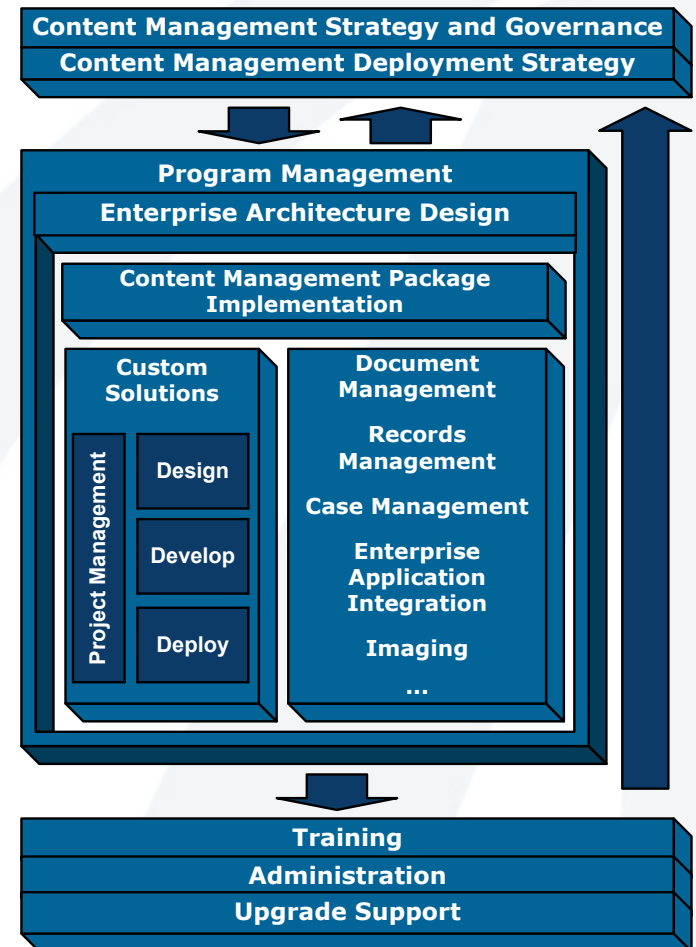 Content Management Strategy and Governance
Content Management Deployment Strategy
Program Management
Enterprise Architecture Design
Content Management Package
Implementation
Custom
Solutions
Project Management
Design
Develop
Deploy
Document
Management
Records
Management
Case Management
Enterprise
Application
Integration
Imaging
...
Training
Administration
Upgrade Support